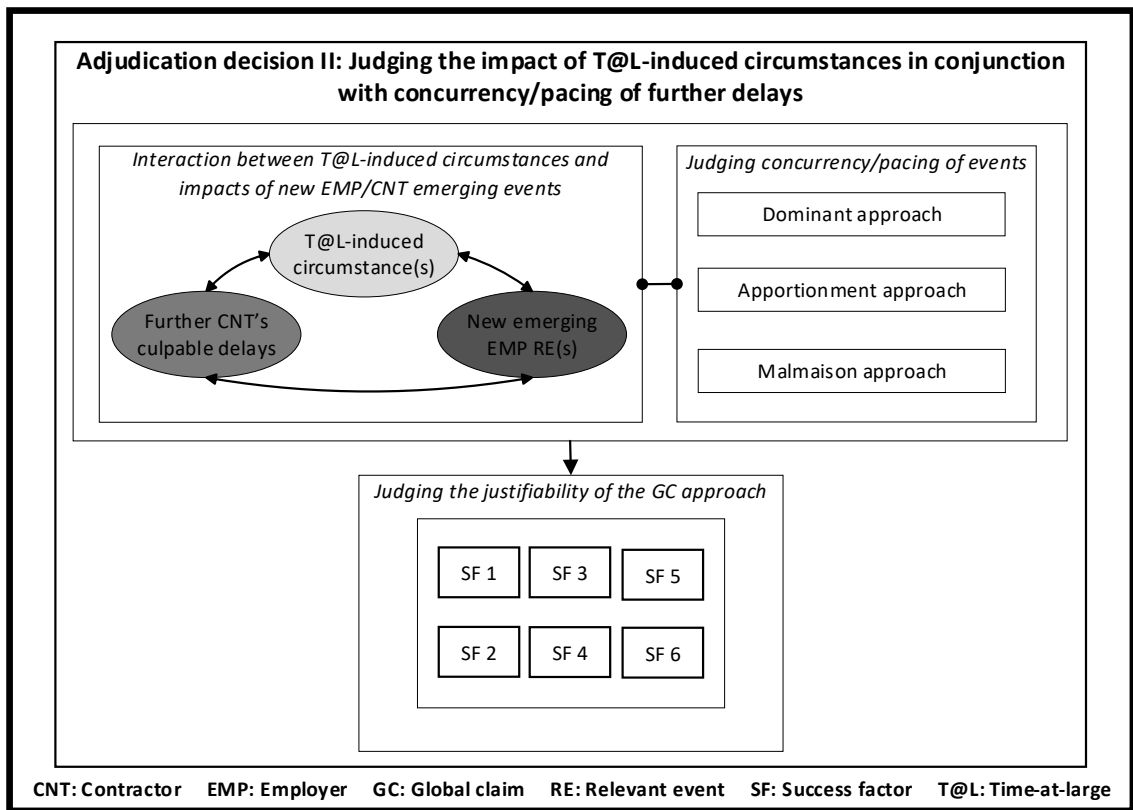 Adjudication decision II: Judging the impact of T@L-induced circumstances in conjunction
with concurrency/pacing of further delays
Interaction between T@L-induced circumstances and
impacts of new EMP/CNT emerging events
T@L-induced
circumstance(s)
Further CNT’s
culpable delays
New emerging
EMP RE(s)
Judging concurrency/pacing of events
Dominant approach
Apportionment approach
Malmaison approach
Judging the justifiability of the GC approach
SF 1 SF 3 SF 5
SF 2 SF 4 SF 6
CNT: Contractor EMP: Employer GC: Global claim RE: Relevant event SF: Success factor T@L: Time-at-large